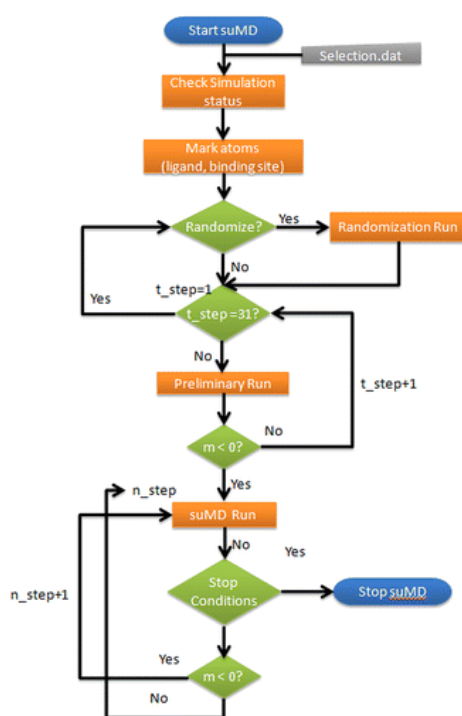 Start suMD
Selection.dat
Check Simulation
status
Mark atoms
(ligand, binding site)
Randomize?
Yes
Randomization Run
No
t_step=1
Yes
t_step =31?
No
Preliminary Run
t_step+1
m < 0?
No
Yes
n_step
suMD Run
No
Yes
Stop
Conditions
Stop suMD
n_step+1
Yes
m < 0?
No